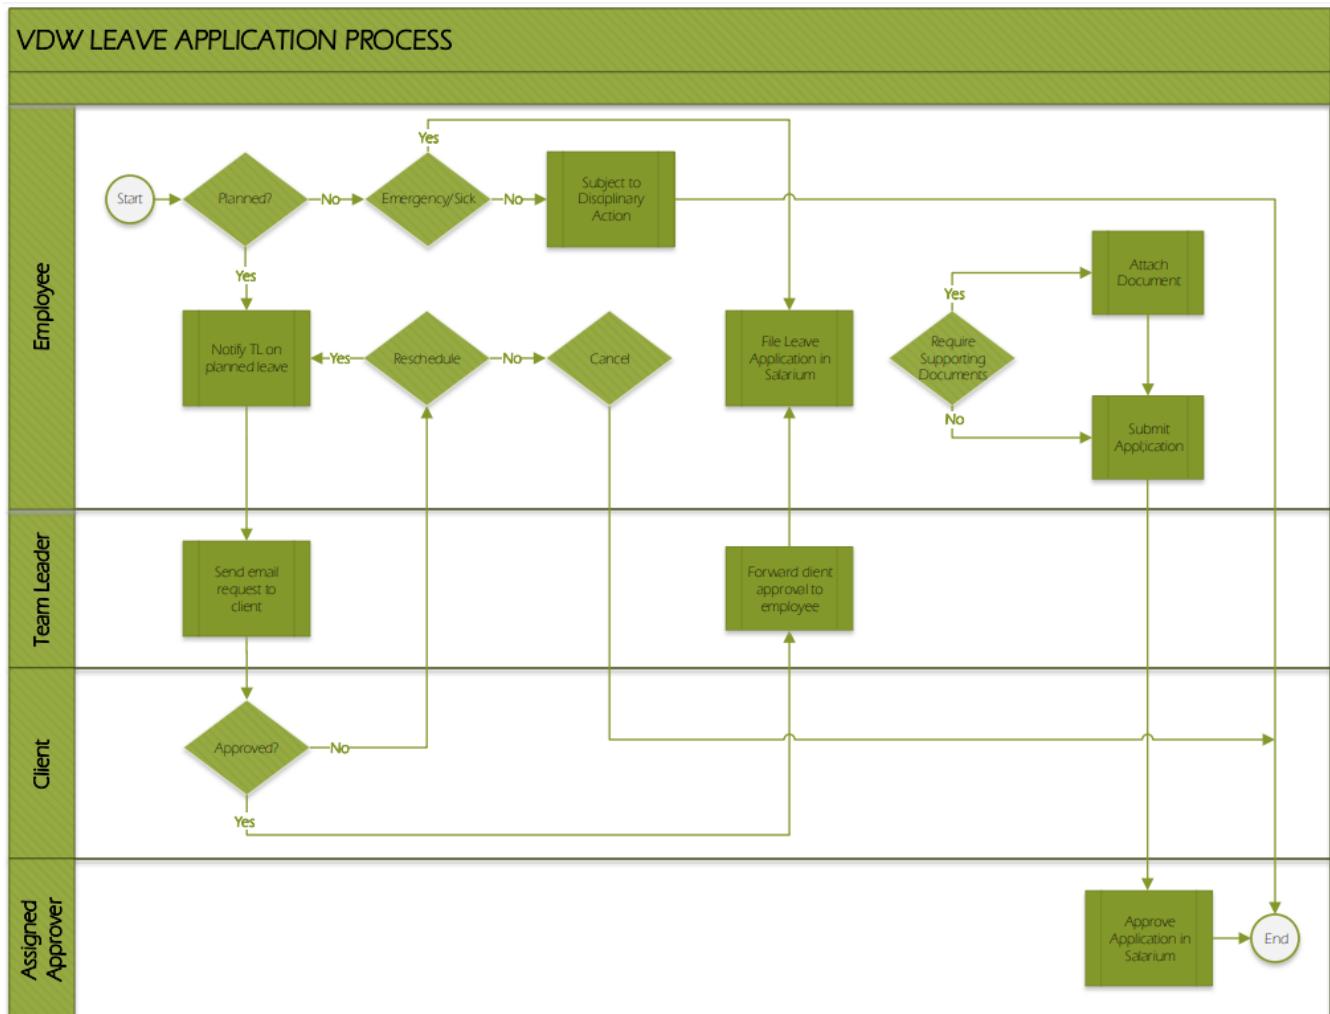 VDW LEAVE APPLICATION PROCESS
Employee
Start
Planned?
No
Emergency/Sick
Yes
No
Subject to
Disciplinary
Action
Yes
Notify TL on
planned leave
Yes
Reschedule
No
Cancel
File Leave
Application in
Salarium
Require
Supporting
Documents
Yes
No
Attach
Document
Submit
Application
Team Leader
Send email
request to
client
Forward client
approval to
employee
Client
Approved?
No
Yes
Assigned
Approver
Approve
Application in
Salarium
End